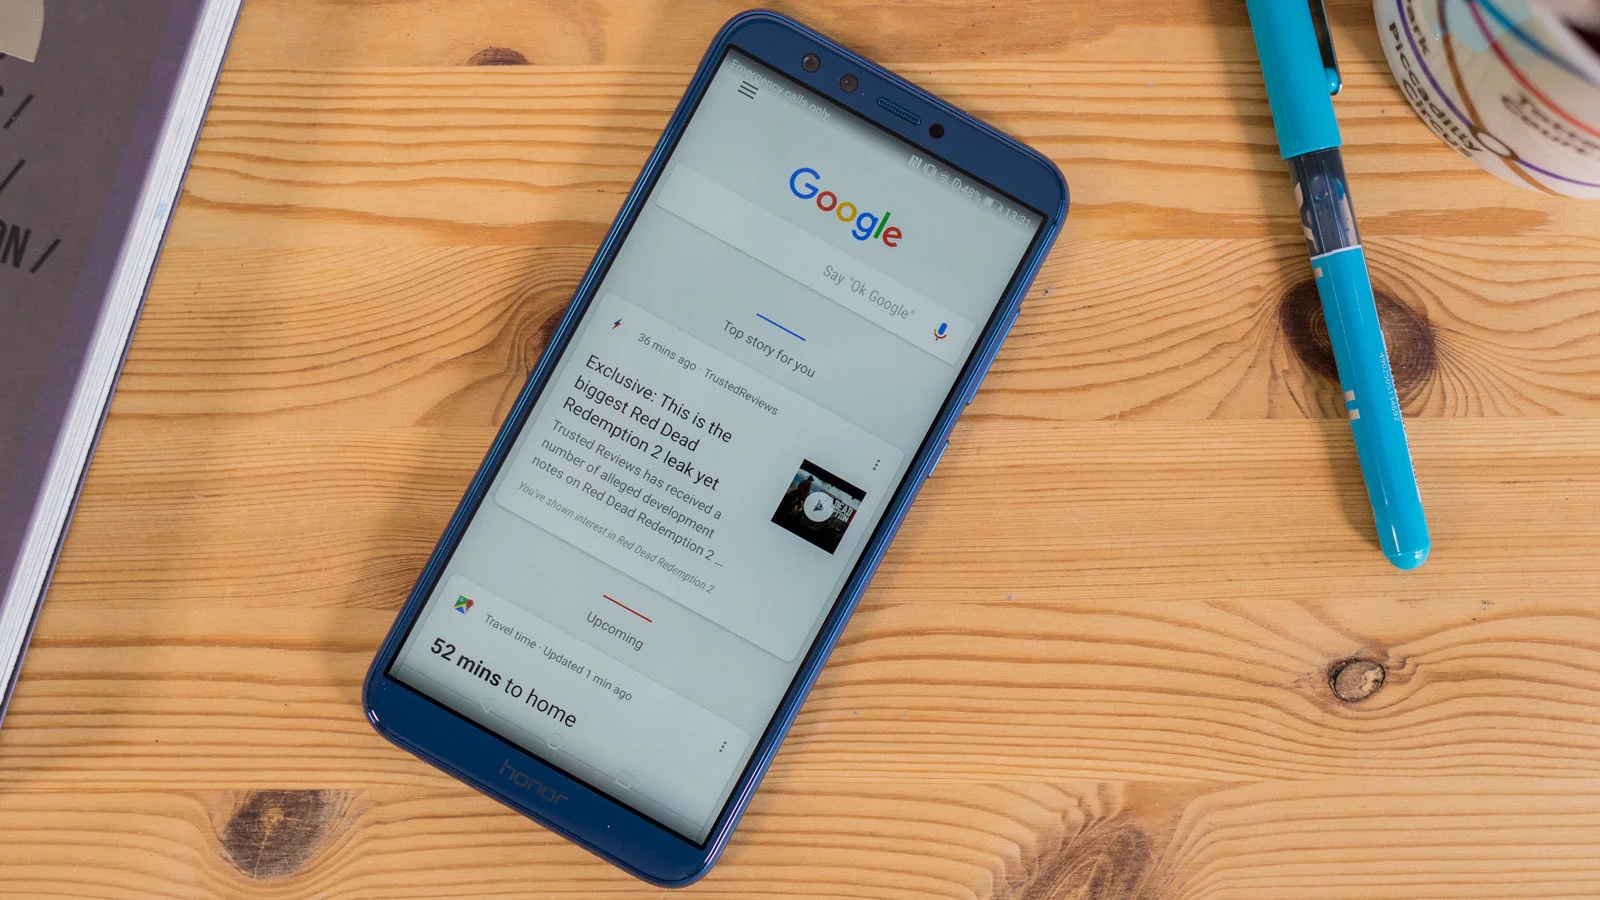 Emergency calls only
48%
13:31
Google
Say "Ok Google"
Top story for you
36 mins ago · TrustedReviews
Exclusive: This is the
biggest Red Dead
Redemption 2 leak yet
Trusted Reviews has received a
number of alleged development
notes on Red Dead Redemption 2 ...
You've shown interest in Red Dead Redemption 2
Upcoming
Travel time · Updated 1 min ago
52 mins to home
honor
Piccadilly
Circus